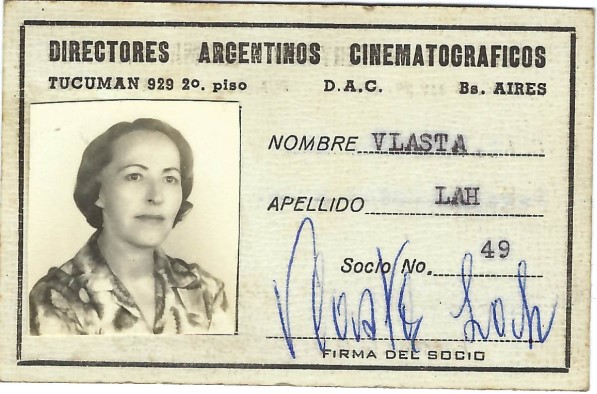 DIRECTORES ARGENTINOS CINEMATOGRAFICOS
TUCUMAN 929 2o. piso D.A.C. Bs. AIRES
NOMBRE VLASTA
APELLIDO LAH
Socio No. 49
Vlasta Lah
FIRMA DEL SOCIO